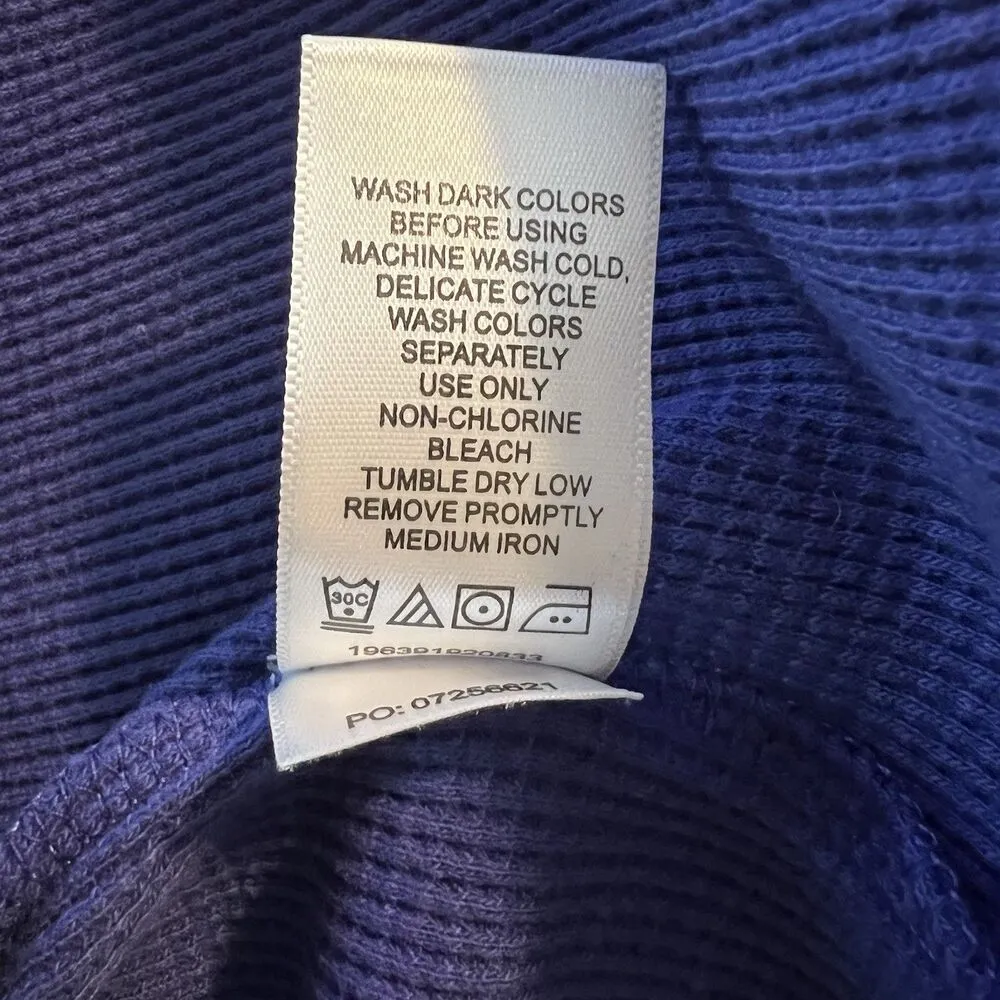 WASH DARK COLORS
BEFORE USING
MACHINE WASH COLD,
DELICATE CYCLE
WASH COLORS
SEPARATELY
USE ONLY
NON-CHLORINE
BLEACH
TUMBLE DRY LOW
REMOVE PROMPTLY
MEDIUM IRON
30C
PO: 07256621